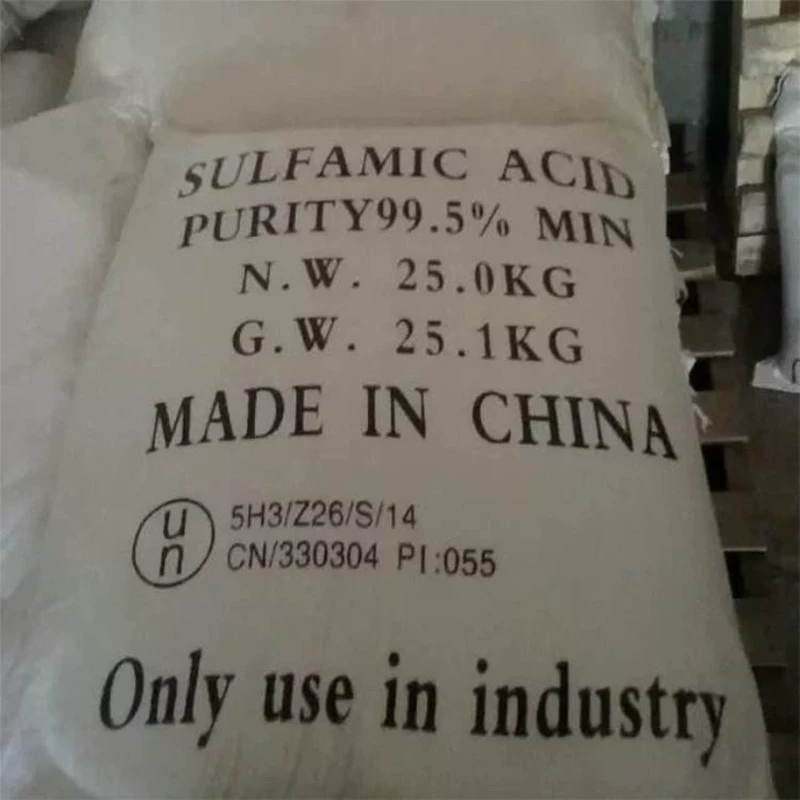 SULFAMIC ACID
PURITY99.5% MIN
N.W. 25.0KG
G.W. 25.1KG
MADE IN CHINA
un 5H3/Z26/S/14
CN/330304 PI:055
Only use in industry